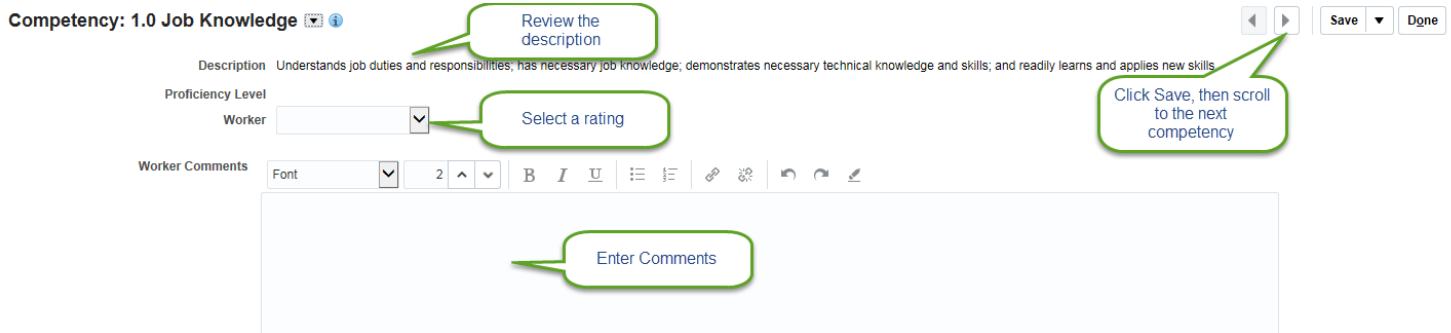 Competency: 1.0 Job Knowledge
Review the
description
Save
Done
Description Understands job duties and responsibilities; has necessary job knowledge; demonstrates necessary technical knowledge and skills; and readily learns and applies new skills
Proficiency Level
Worker
Select a rating
Click Save, then scroll
to the next
competency
Worker Comments
Font
2
B I U
Enter Comments